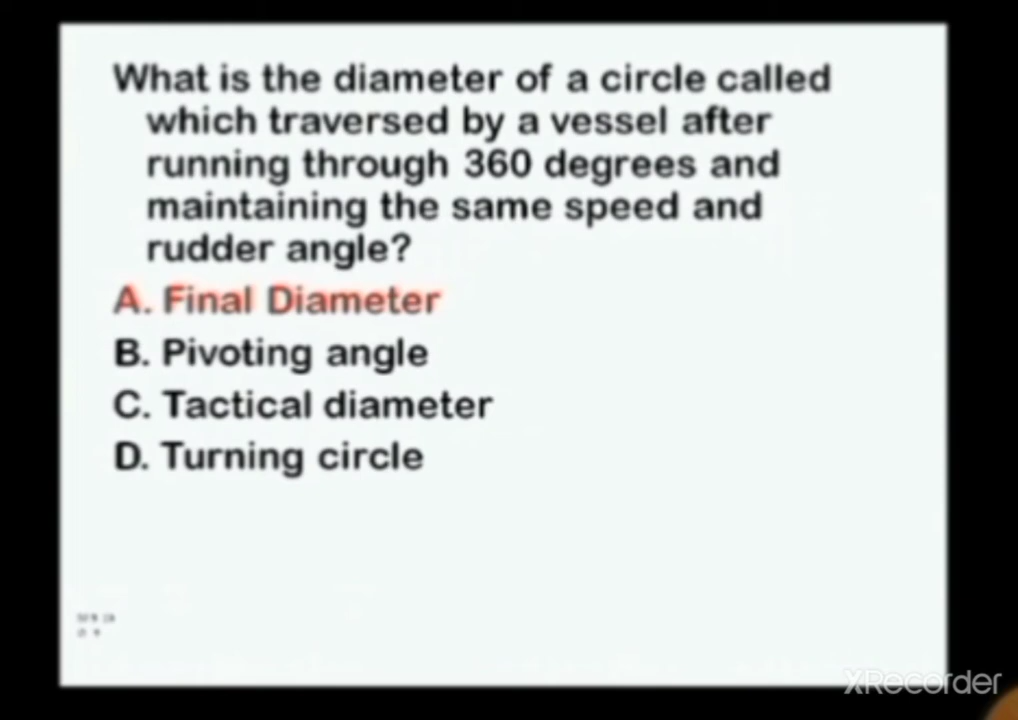 What is the diameter of a circle called
which traversed by a vessel after
running through 360 degrees and
maintaining the same speed and
rudder angle?
A. Final Diameter
B. Pivoting angle
C. Tactical diameter
D. Turning circle
XRecorder